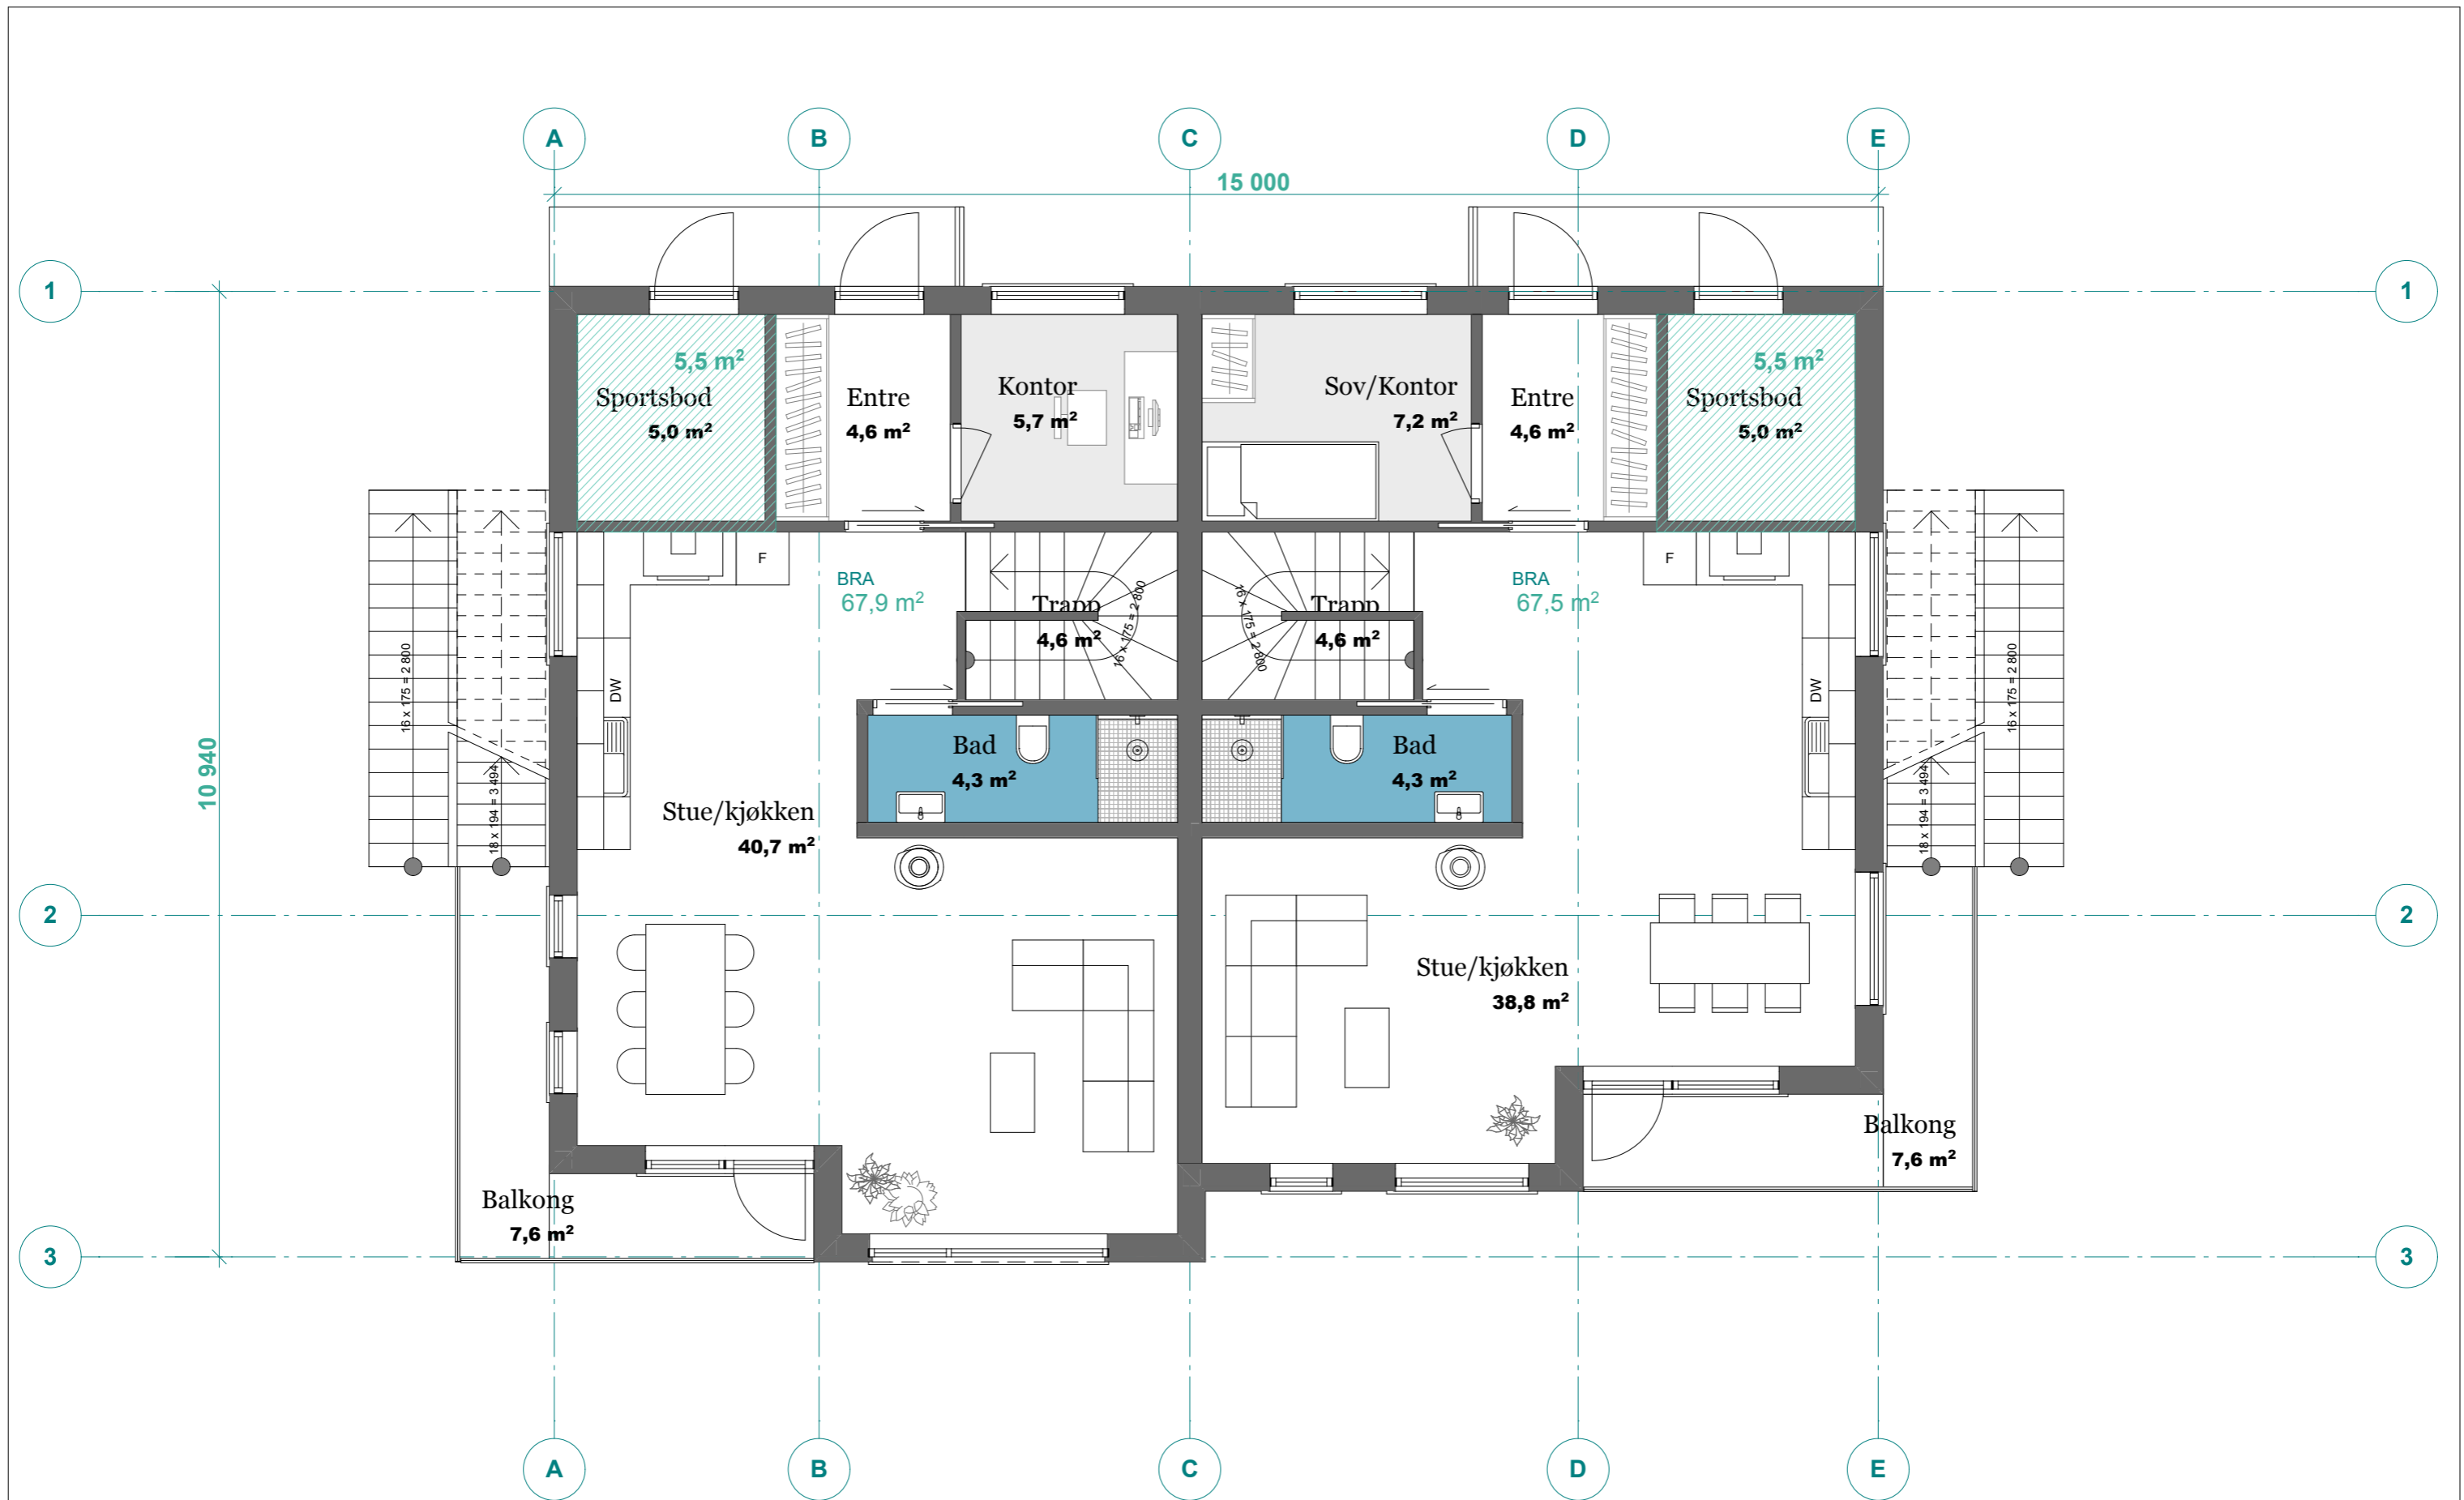 A B C D E
15 000
1 1
5,5 m² 5,5 m²
Kontor Sov/Kontor
Sportsbod Entre Entre Sportsbod
5,7 m² 7,2 m²
5,0 m² 4,6 m² 4,6 m² 5,0 m²
F F
BRA BRA
67,9 m² 67,5 m²
Trapp Trapp
4,6 m² 4,6 m²
16 x 175 = 2 800 16 x 175 = 2 800
16 x 175 = 2 800 16 x 175 = 2 800
DW DW
Bad Bad
4,3 m² 4,3 m²
10 940
18 x 194 = 3 494 18 x 194 = 3 494
Stue/kjøkken
40,7 m²
2 2
Stue/kjøkken
38,8 m²
Balkong
7,6 m²
Balkong
7,6 m²
3 3
A B C D E